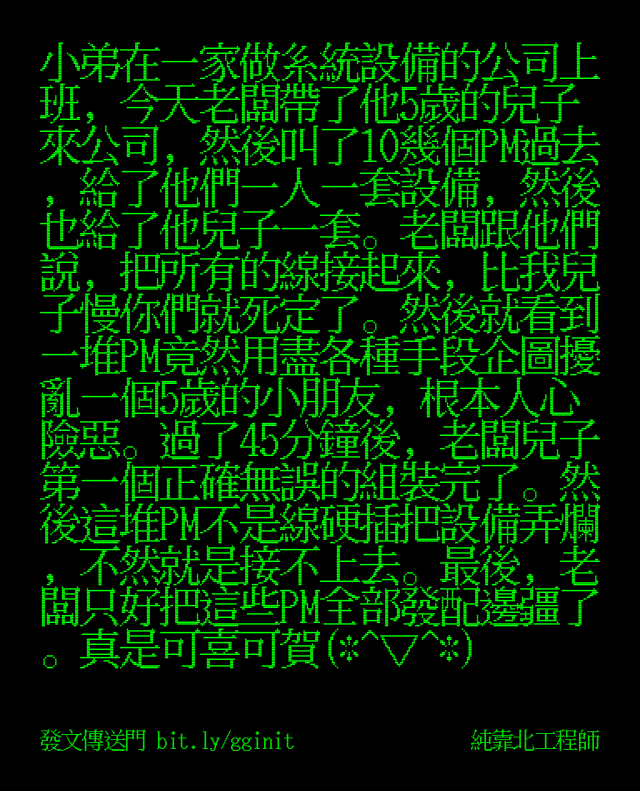 小弟在一家做系統設備的公司上
班，今天老闆帶了他5歲的兒子
來公司，然後叫了10幾個PM過去
，給了他們一人一套設備，然後
也給了他兒子一套。老闆跟他們
說，把所有的線接起來，比我兒
子慢你們就死定了。然後就看到
一堆PM竟然用盡各種手段企圖擾
亂一個5歲的小朋友，根本人心
險惡。過了45分鐘後，老闆兒子
第一個正確無誤的組裝完了。然
後這堆PM不是線硬插把設備弄爛
，不然就是接不上去。最後，老
闆只好把這些PM全部發配邊疆了
。真是可喜可賀(✽^▽^✽)
發文傳送門 bit.ly/gginit
純靠北工程師